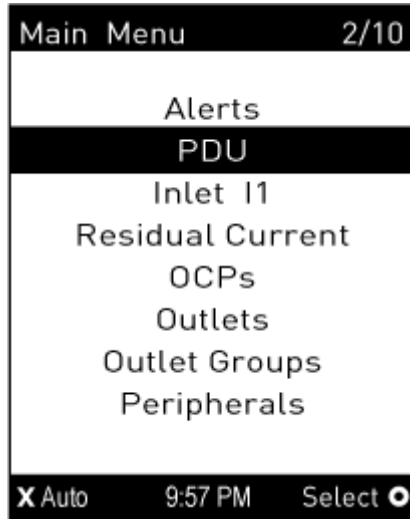 Main Menu 2/10
Alerts
PDU
Inlet I1
Residual Current
OCPs
Outlets
Outlet Groups
Peripherals
X Auto 9:57 PM Select